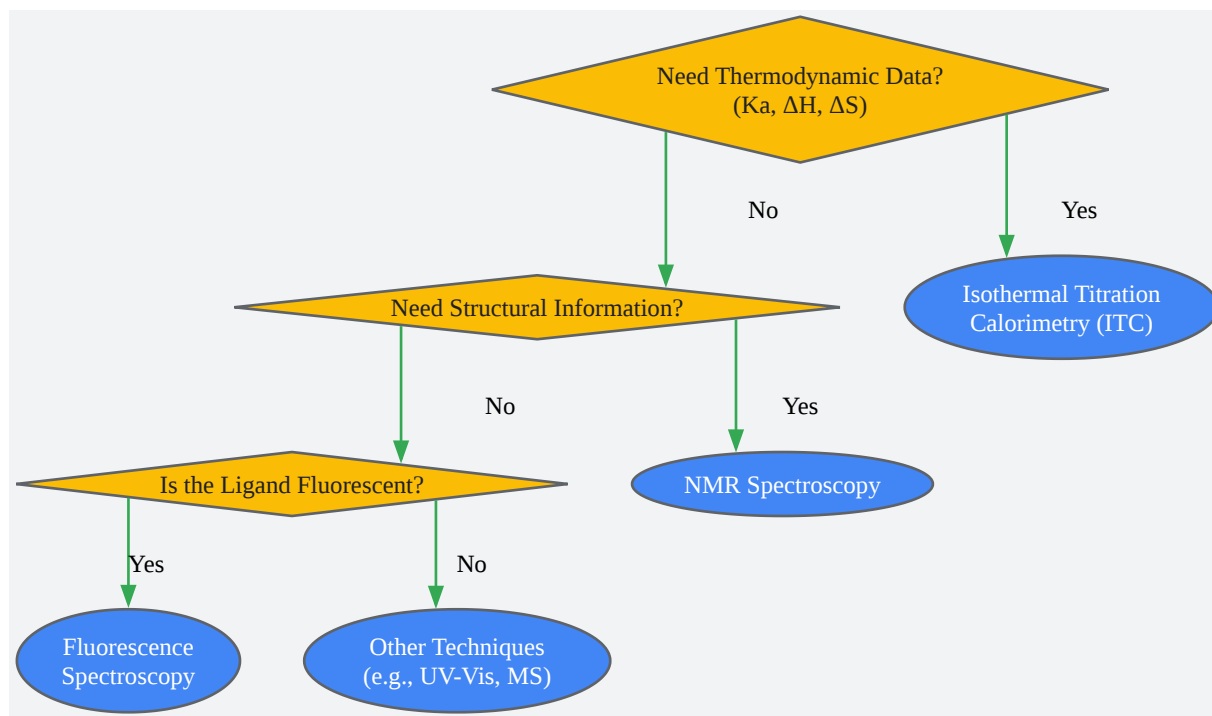 Need Thermodynamic Data?
(Ka, ΔH, ΔS)
No
Yes
Isothermal Titration
Calorimetry (ITC)
Need Structural Information?
No
Yes
NMR Spectroscopy
Is the Ligand Fluorescent?
Yes
No
Fluorescence
Spectroscopy
Other Techniques
(e.g., UV-Vis, MS)